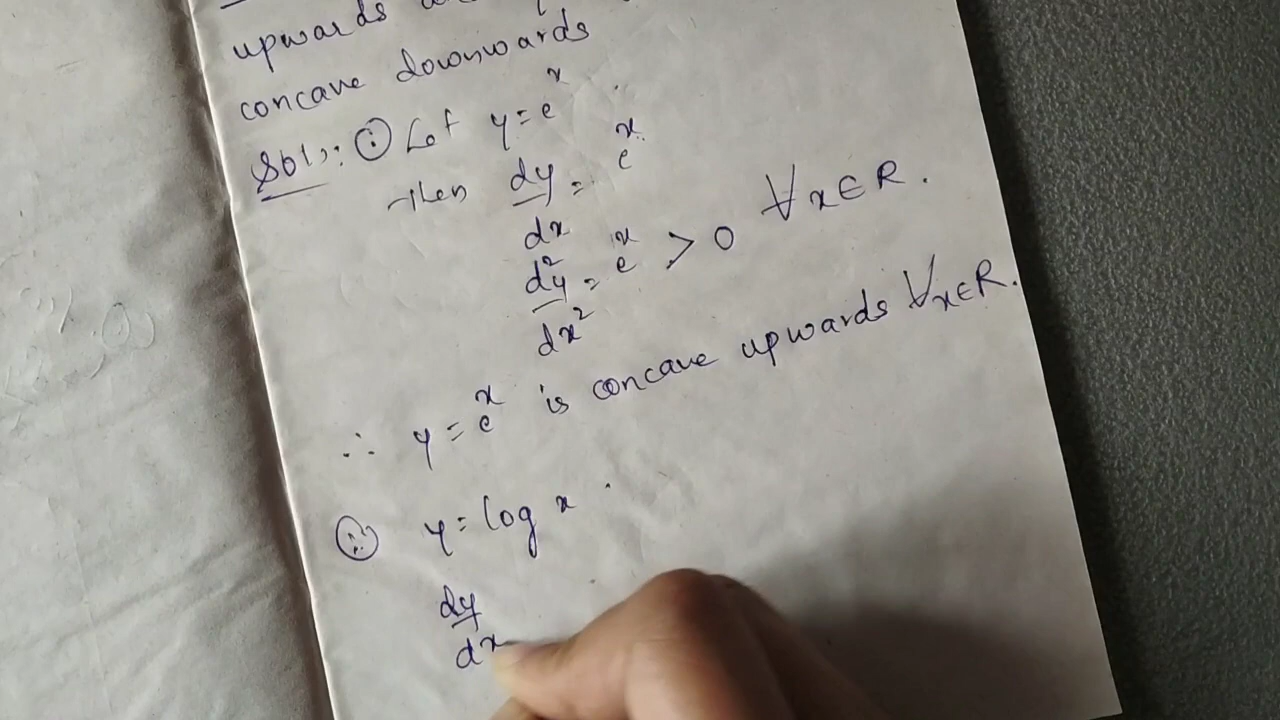 upwards
concave downwards
Sol: (i) Let y = e^x
Then dy/dx = e^x
d²y/dx² = e^x > 0 ∀ x ∈ R.
∴ y = e^x is concave upwards ∀ x ∈ R.
(ii) y = log x
dy/dx